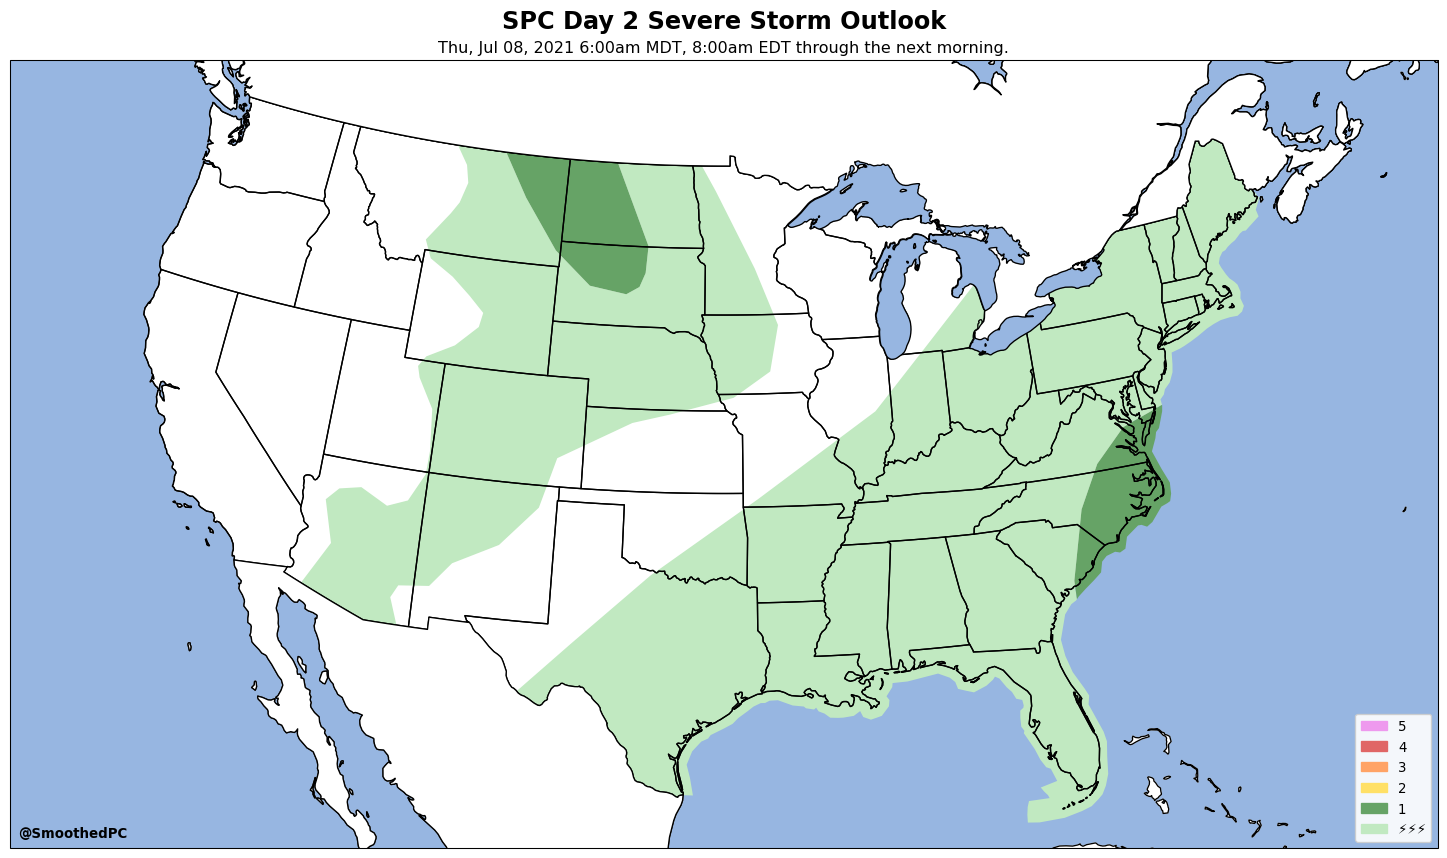 SPC Day 2 Severe Storm Outlook
Thu, Jul 08, 2021 6:00am MDT, 8:00am EDT through the next morning.
5
4
3
2
1
⚡⚡⚡
@SmoothedPC